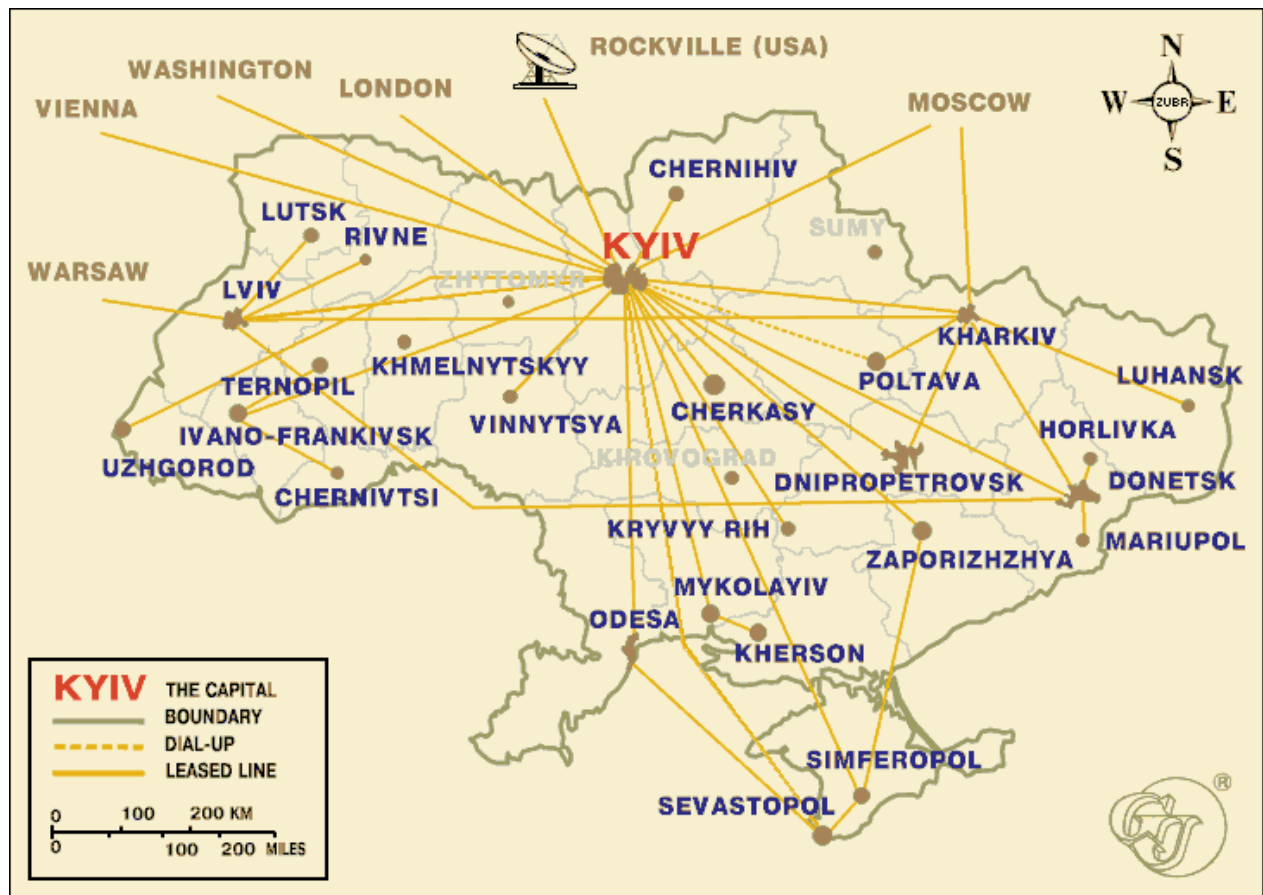 ROCKVILLE (USA)
WASHINGTON
LONDON
VIENNA
MOSCOW
N
W
ZUBR
E
S
CHERNIHIV
LUTSK
RIVNE
SUMY
KYIV
WARSAW
ZHYTOMYR
LVIV
KHARKIV
KHMELNYTSKYY
TERNOPIL
POLTAVA
LUHANSK
CHERKASY
VINNYTSYA
IVANO-FRANKIVSK
HORLIVKA
UZHGOROD
KIROVOGRAD
DNIPROPETROVSK
DONETSK
CHERNIVTSI
KRYVYY RIH
MARIUPOL
ZAPORIZHZHYA
MYKOLAYIV
ODESA
KHERSON
SIMFEROPOL
SEVASTOPOL
KYIV THE CAPITAL
BOUNDARY
DIAL-UP
LEASED LINE
0 100 200 KM
0 100 200 MILES
®